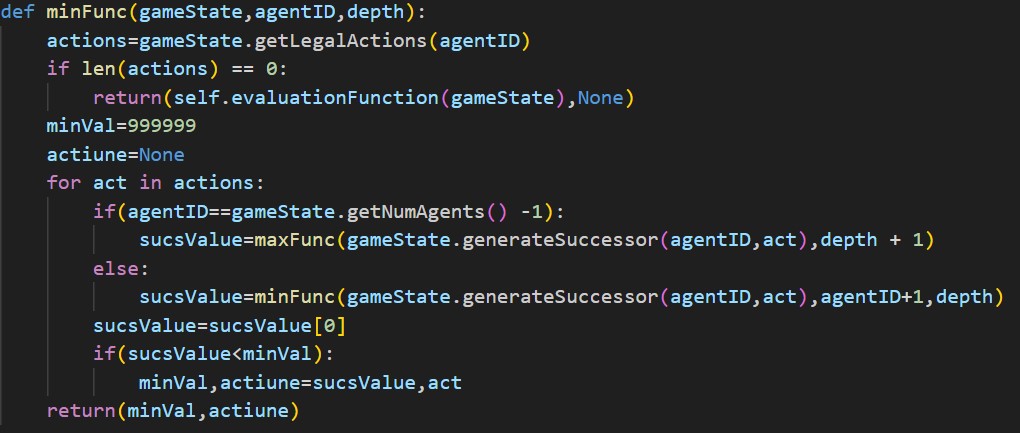 def minFunc(gameState,agentID,depth):
    actions=gameState.getLegalActions(agentID)
    if len(actions) == 0:
        return(self.evaluationFunction(gameState),None)
    minVal=999999
    actiune=None
    for act in actions:
        if(agentID==gameState.getNumAgents() -1):
            sucsValue=maxFunc(gameState.generateSuccessor(agentID,act),depth + 1)
        else:
            sucsValue=minFunc(gameState.generateSuccessor(agentID,act),agentID+1,depth)
        sucsValue=sucsValue[0]
        if(sucsValue<minVal):
            minVal,actiune=sucsValue,act
    return(minVal,actiune)